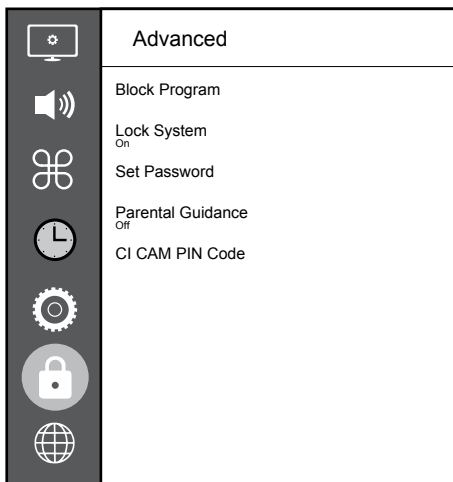 Advanced
Block Program
Lock System
On
Set Password
Parental Guidance
Off
CI CAM PIN Code